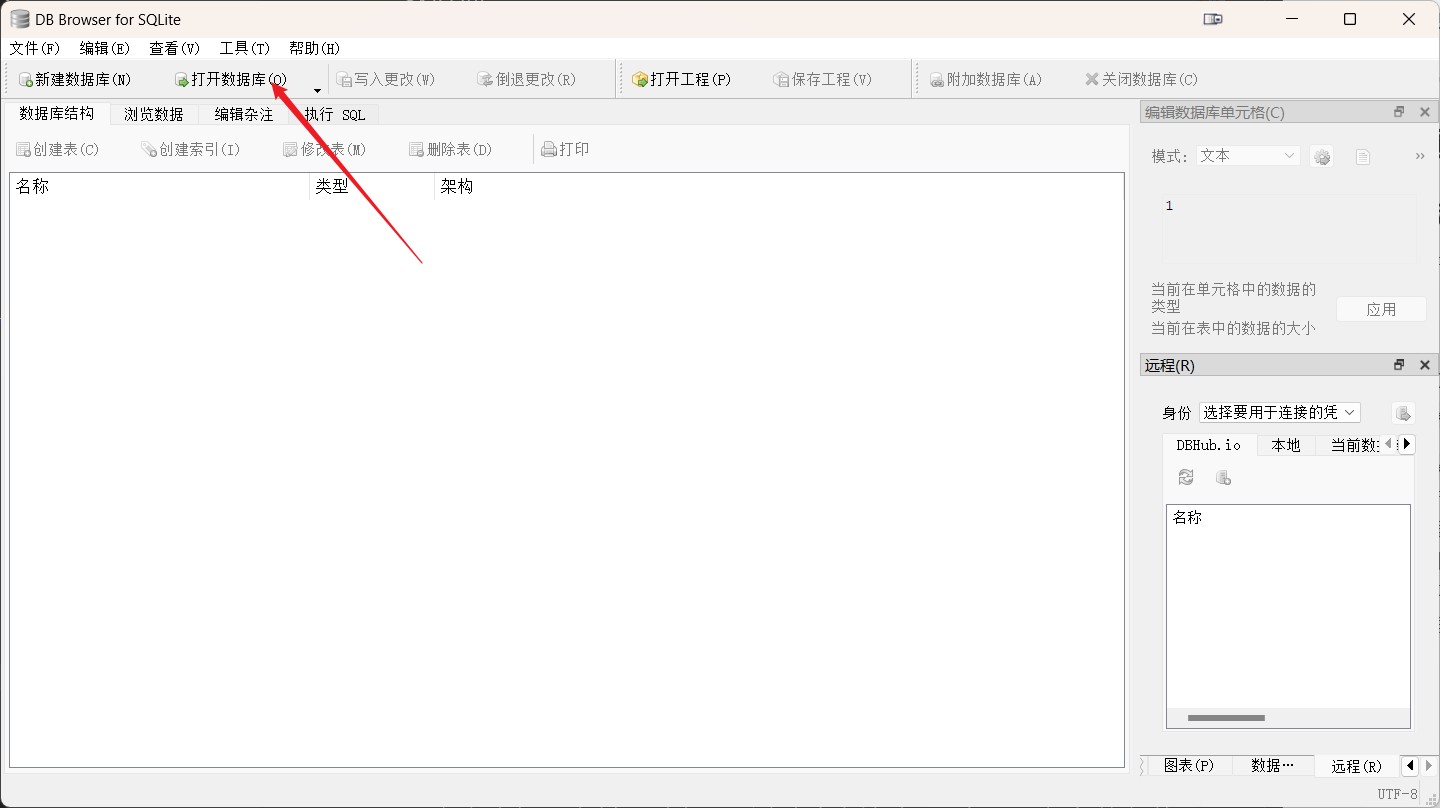 DB Browser for SQLite
文件(F) 编辑(E) 查看(V) 工具(T) 帮助(H)
新建数据库(N) 打开数据库(O) 写入更改(W) 倒退更改(R) 打开工程(P) 保存工程(V) 附加数据库(A) 关闭数据库(C)
数据库结构 浏览数据 编辑杂注 执行 SQL
创建表(C) 创建索引(I) 修改表(M) 删除表(D) 打印
名称 类型 架构
编辑数据库单元格(C)
模式: 文本
1
当前在单元格中的数据的
类型
当前在表中的数据的大小
应用
远程(R)
身份 选择要用于连接的凭
DBHub.io 本地 当前数
名称
图表(P) 数据… 远程(R)
UTF-8